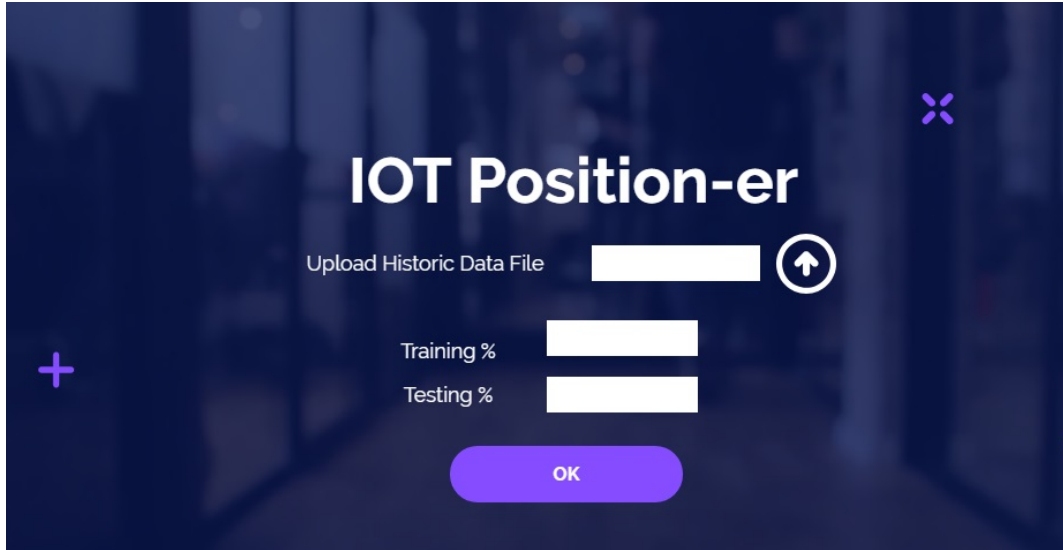 IOT Position-er
Upload Historic Data File
Training %
Testing %
OK